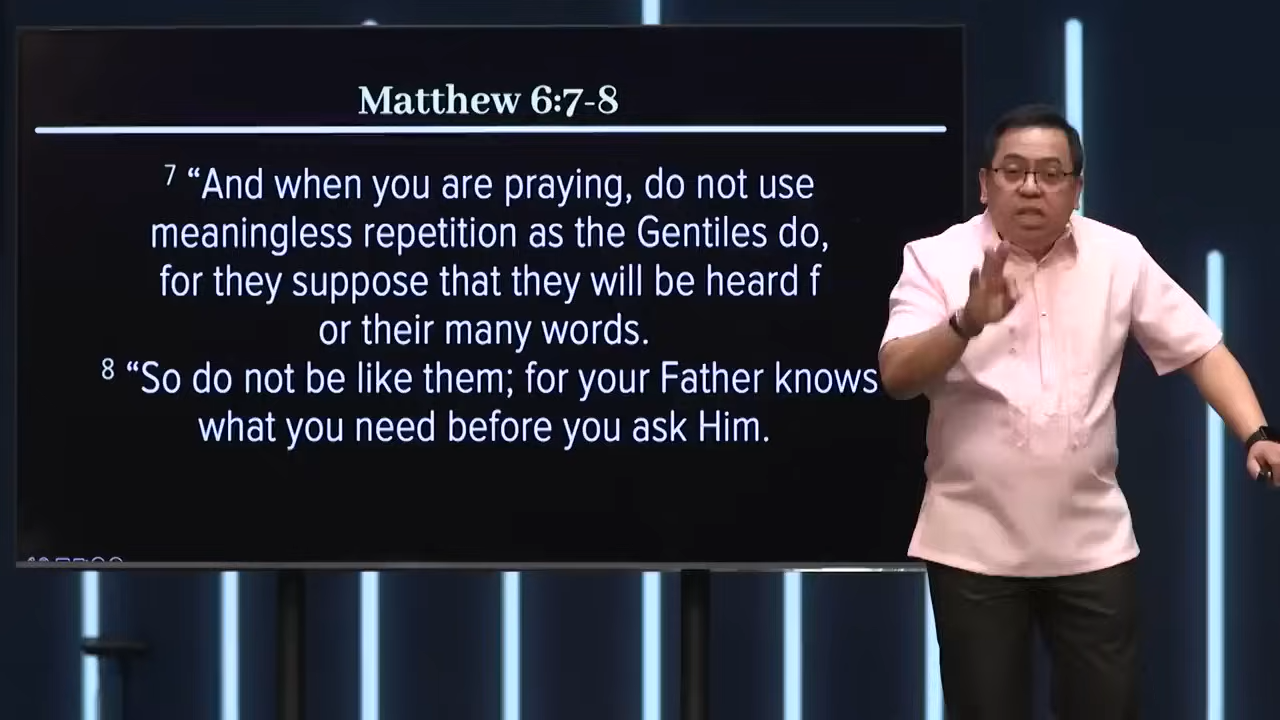 Matthew 6:7-8
7 “And when you are praying, do not use
meaningless repetition as the Gentiles do,
for they suppose that they will be heard f
or their many words.
8 “So do not be like them; for your Father knows
what you need before you ask Him.